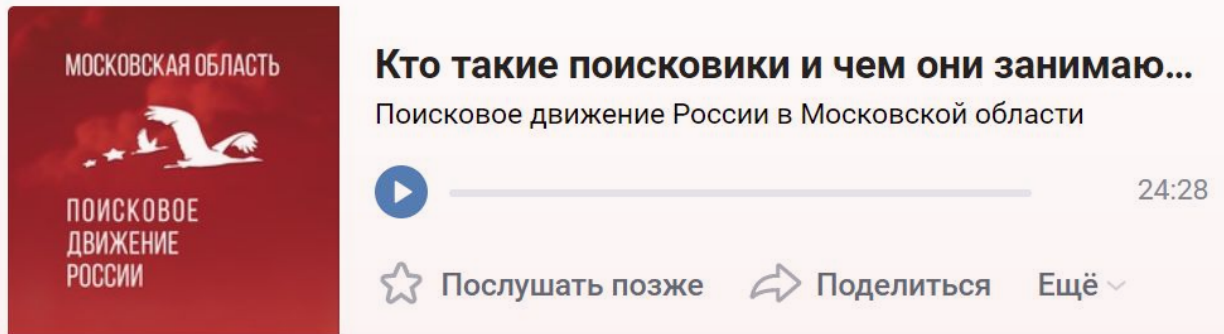 МОСКОВСКАЯ ОБЛАСТЬ
ПОИСКОВОЕ
ДВИЖЕНИЕ
РОССИИ
Кто такие поисковики и чем они занимаю...
Поисковое движение России в Московской области
24:28
Послушать позже
Поделиться
Ещё